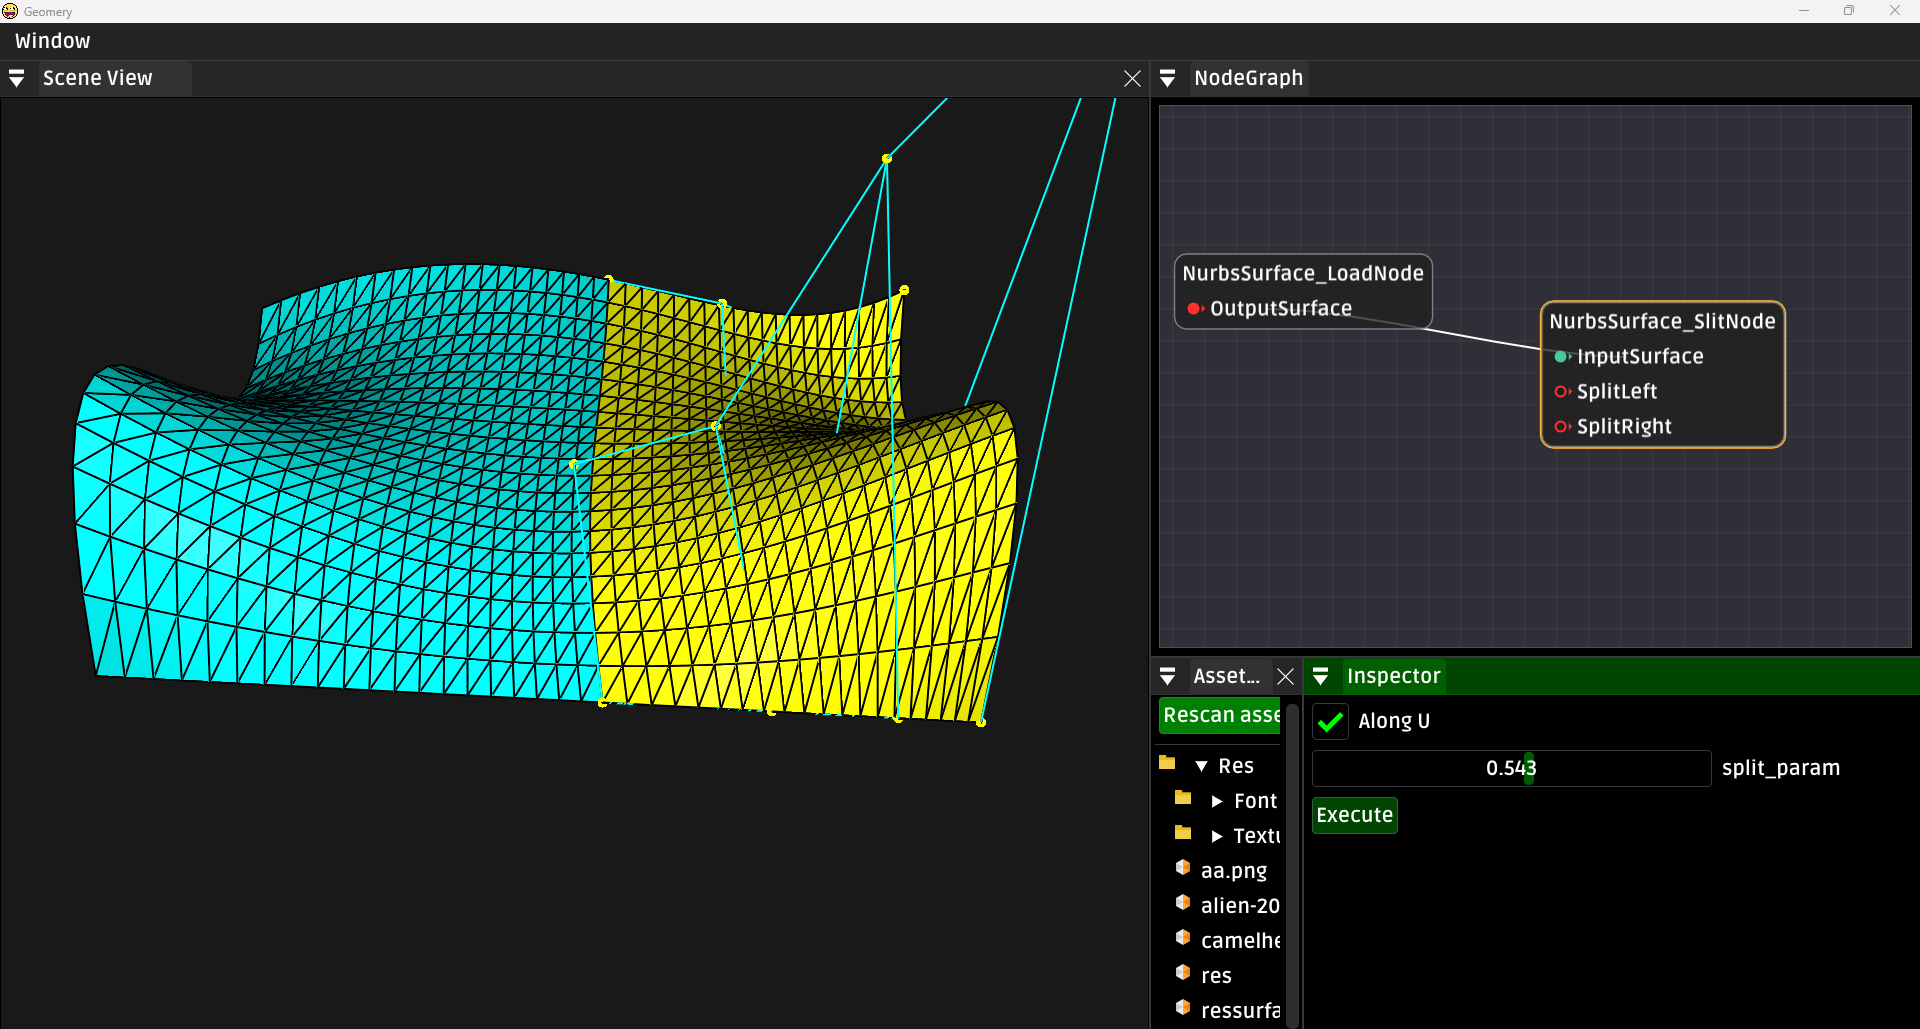 Geomery
Window
Scene View
NodeGraph
NurbsSurface_LoadNode
OutputSurface
NurbsSurface_SlitNode
InputSurface
SplitLeft
SplitRight
Asset...
Inspector
Rescan asse
Along U
0.543
split_param
Execute
Res
Font
Textu
aa.png
alien-20
camelhe
res
ressurfa